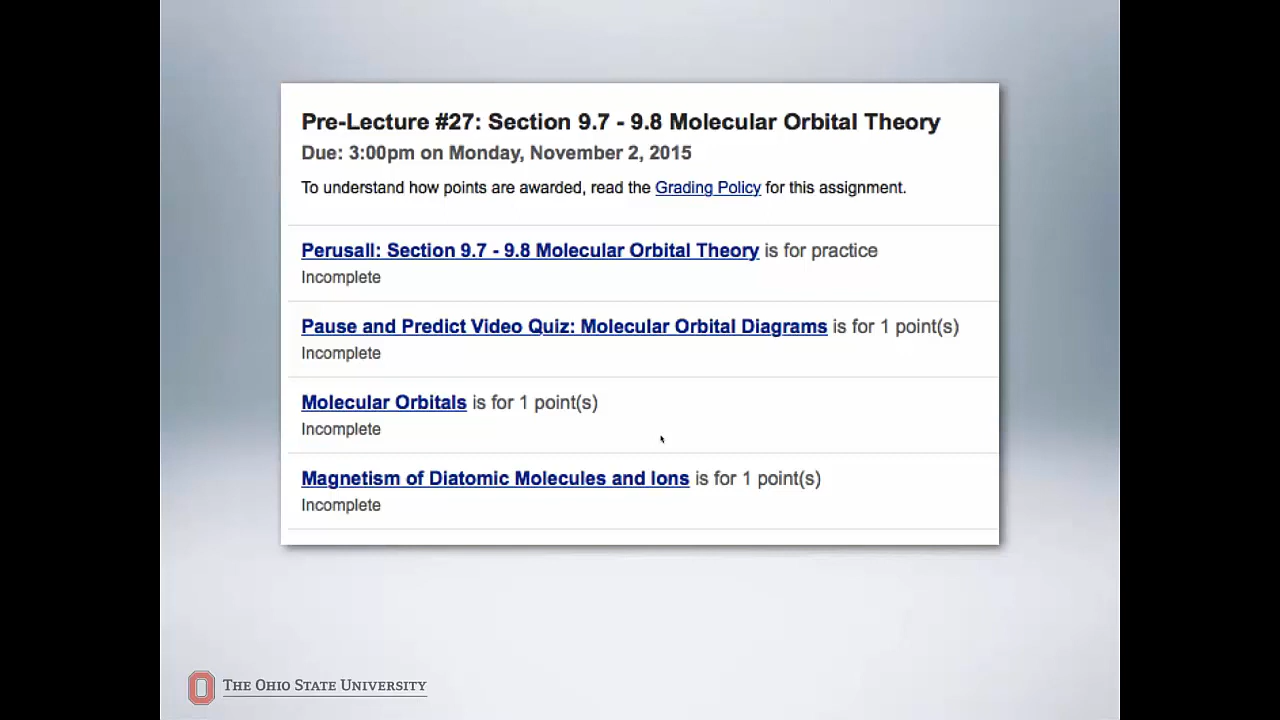 Pre-Lecture #27: Section 9.7 - 9.8 Molecular Orbital Theory
Due: 3:00pm on Monday, November 2, 2015
To understand how points are awarded, read the Grading Policy for this assignment.
Perusall: Section 9.7 - 9.8 Molecular Orbital Theory is for practice
Incomplete
Pause and Predict Video Quiz: Molecular Orbital Diagrams is for 1 point(s)
Incomplete
Molecular Orbitals is for 1 point(s)
Incomplete
Magnetism of Diatomic Molecules and Ions is for 1 point(s)
Incomplete
THE OHIO STATE UNIVERSITY